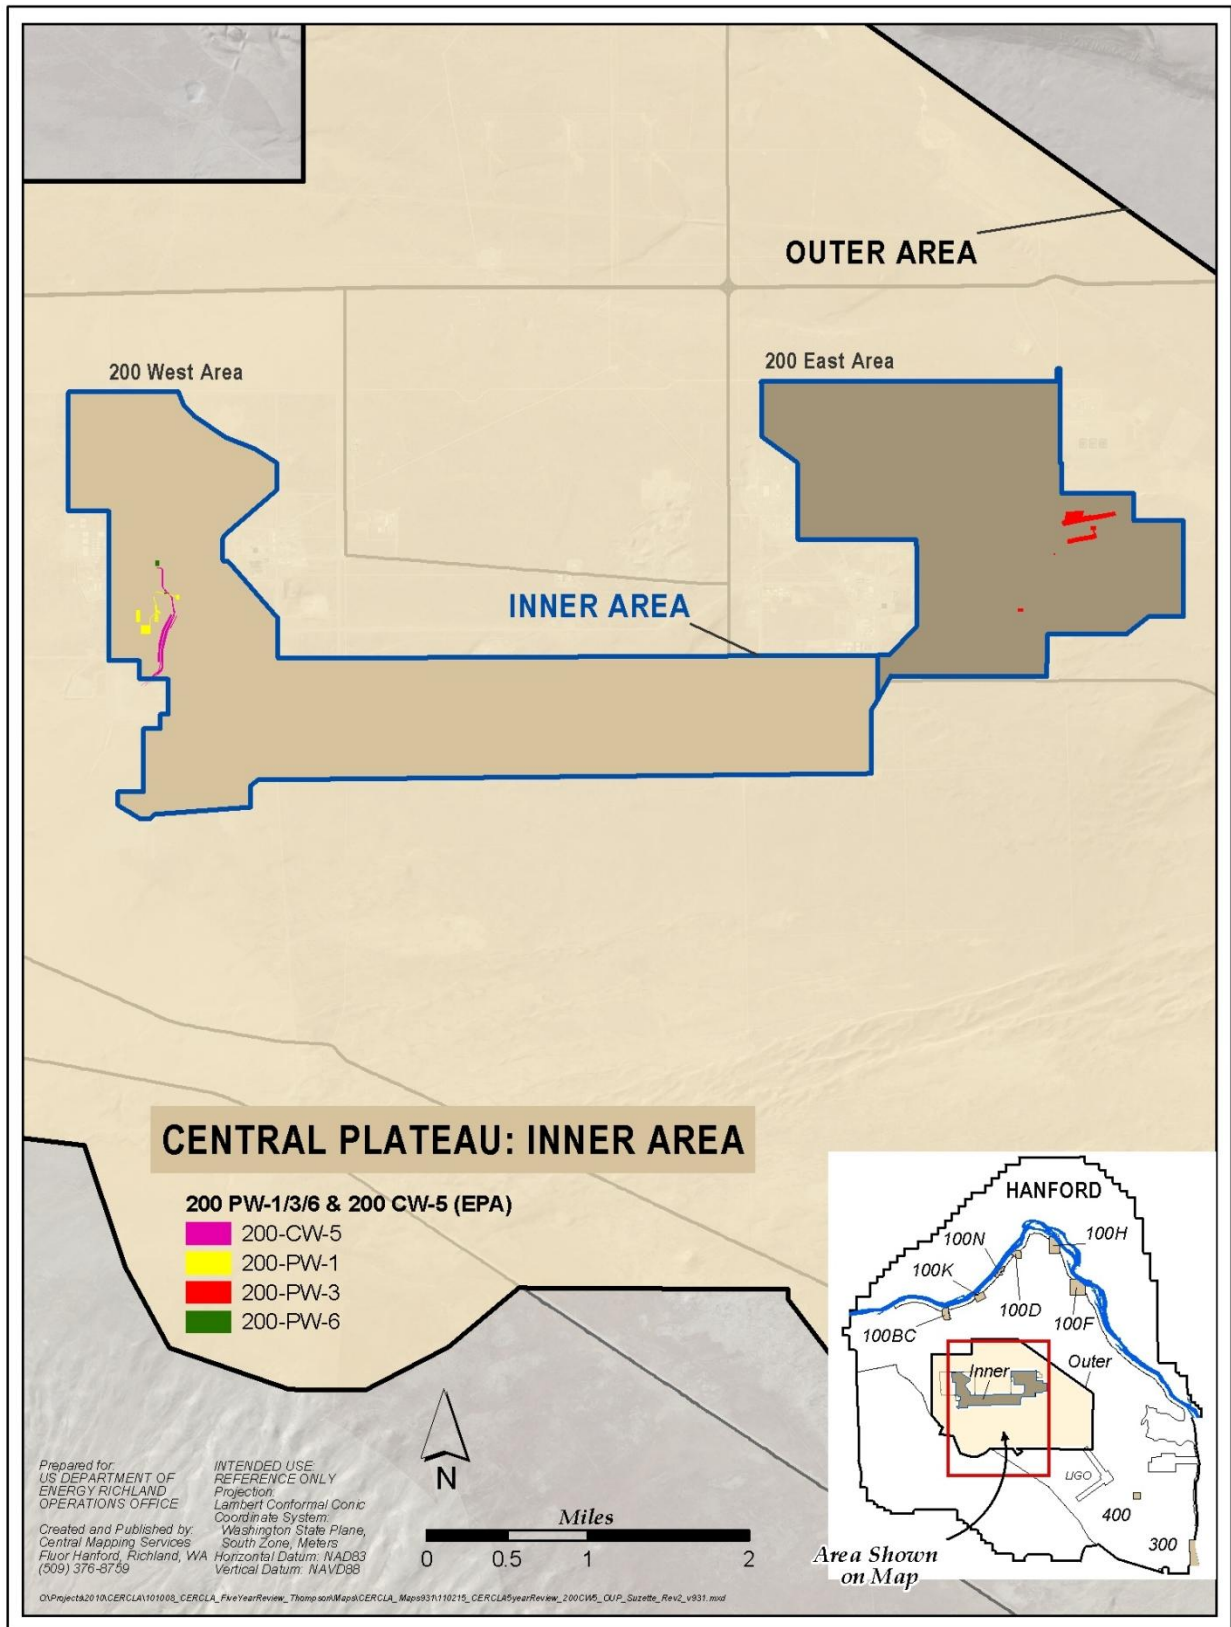 OUTER AREA
200 West Area
200 East Area
INNER AREA
CENTRAL PLATEAU: INNER AREA
200 PW-1/3/6 & 200 CW-5 (EPA)
200-CW-5
200-PW-1
200-PW-3
200-PW-6
HANFORD
100N
100H
100K
100D
100F
100BC
Inner
Outer
LIGO
400
300
Area Shown
on Map
N
Miles
0 0.5 1 2
Prepared for:
US DEPARTMENT OF
ENERGY RICHLAND
OPERATIONS OFFICE
Created and Published by:
Central Mapping Services
Fluor Hanford, Richland, WA
(509) 376-8759
INTENDED USE:
REFERENCE ONLY
Projection:
Lambert Conformal Conic
Coordinate System:
Washington State Plane,
South Zone, Meters
Horizontal Datum: NAD83
Vertical Datum: NAVD88